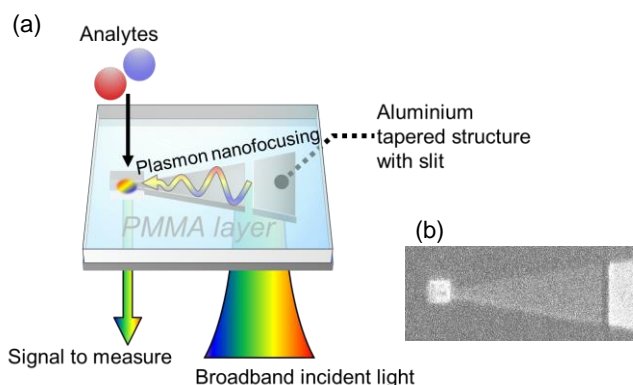 (a)
Analytes
Plasmon nanofocusing
Aluminium
tapered structure
with slit
PMMA layer
(b)
Signal to measure
Broadband incident light